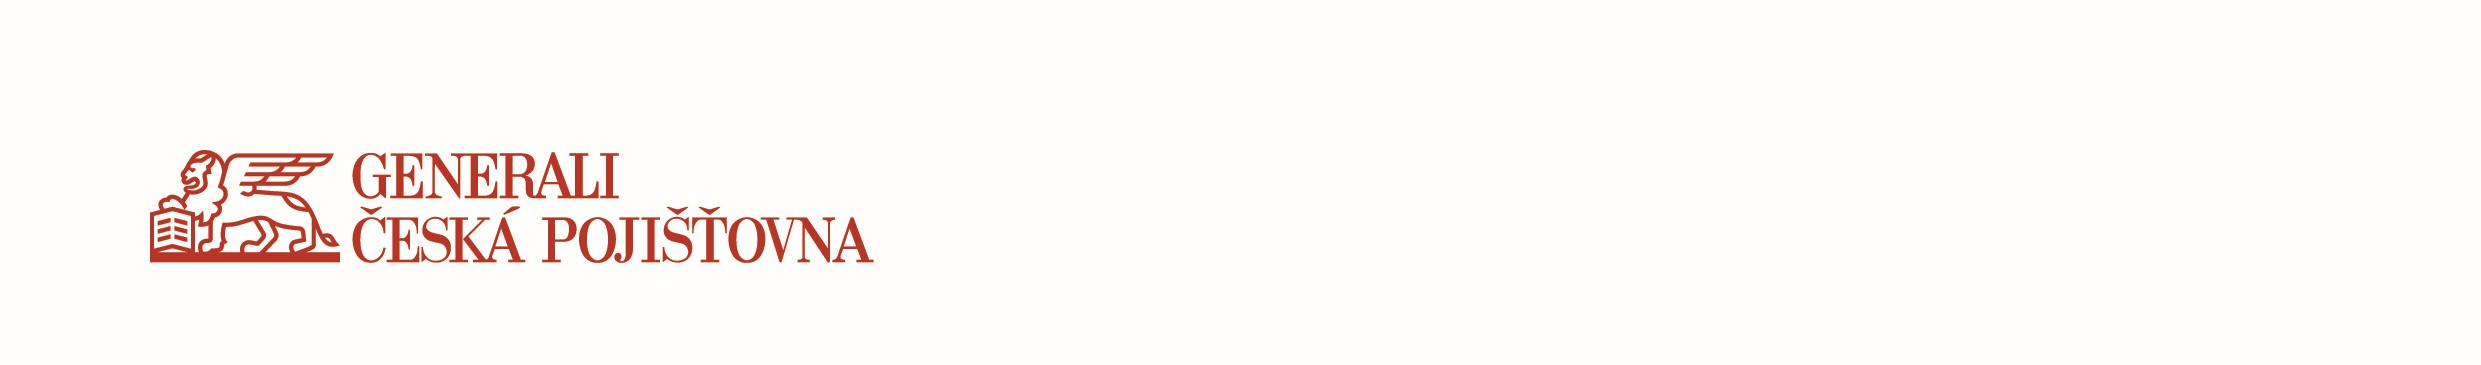 GENERALI
ČESKÁ POJIŠŤOVNA